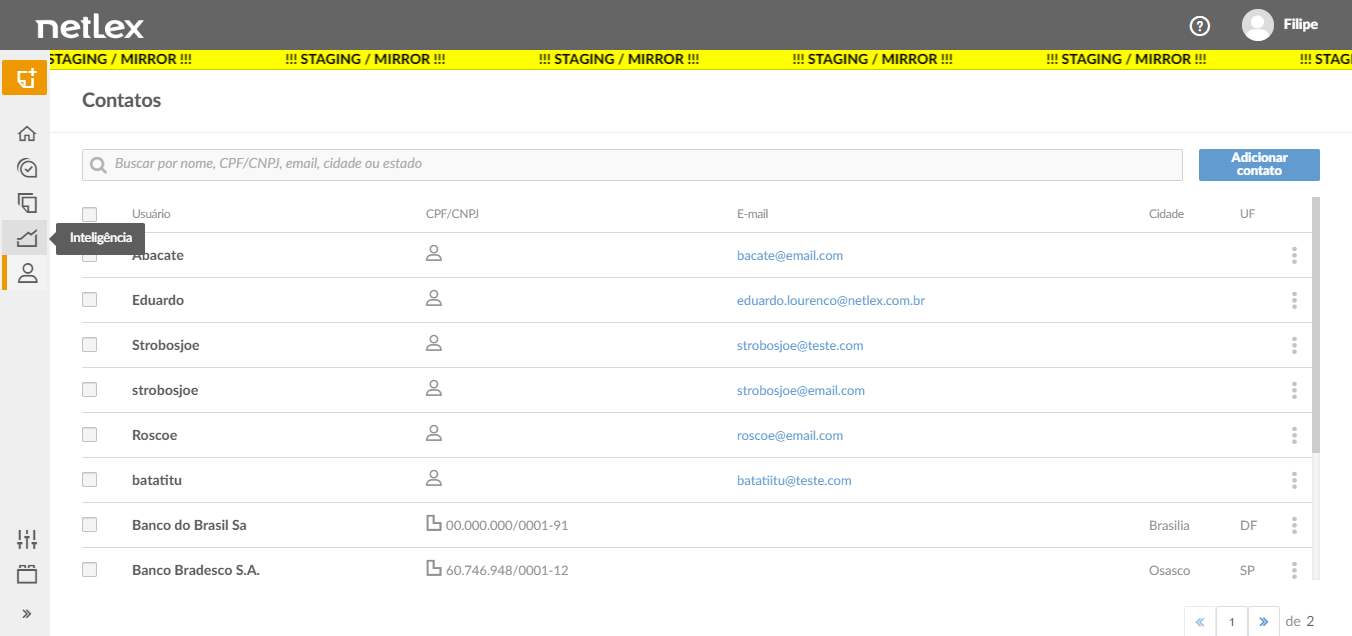 netlex
?
Filipe
STAGING / MIRROR !!! !!! STAGING / MIRROR !!! !!! STAGING / MIRROR !!! !!! STAGING / MIRROR !!! !!! STAGING / MIRROR !!! !!! STAG
Contatos
Buscar por nome, CPF/CNPJ, email, cidade ou estado
Adicionar
contato
Usuário CPF/CNPJ E-mail Cidade UF
Inteligência
Abacate bacate@email.com
Eduardo eduardo.lourenco@netlex.com.br
Strobosjoe strobosjoe@teste.com
strobosjoe strobosjoe@email.com
Roscoe roscoe@email.com
batatitu batatiitu@teste.com
Banco do Brasil Sa 00.000.000/0001-91 Brasilia DF
Banco Bradesco S.A. 60.746.948/0001-12 Osasco SP
« 1 » de 2
»